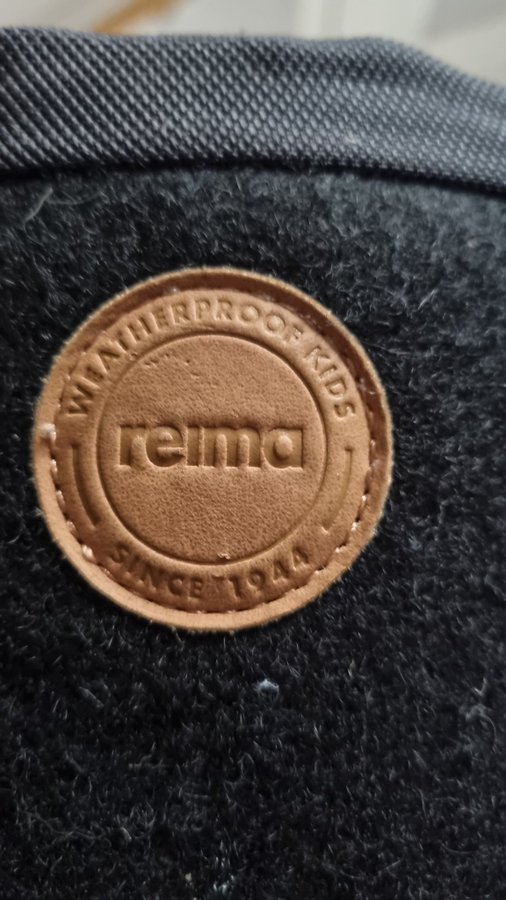 WEATHERPROOF KIDS
reima
SINCE 1944